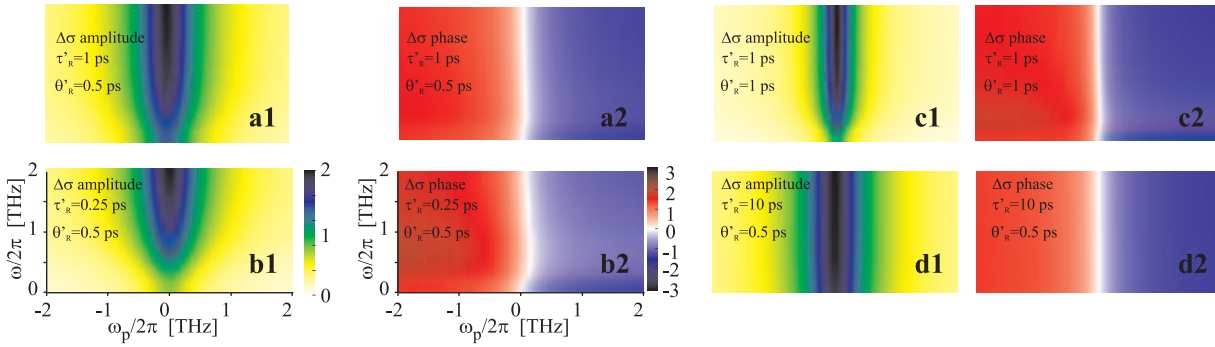 Δσ amplitude
τ'R=1 ps
θ'R=0.5 ps
a1
Δσ phase
τ'R=1 ps
θ'R=0.5 ps
a2
Δσ amplitude
τ'R=1 ps
θ'R=1 ps
c1
Δσ phase
τ'R=1 ps
θ'R=1 ps
c2
ω/2π [THz]
2
1
0
Δσ amplitude
τ'R=0.25 ps
θ'R=0.5 ps
b1
-2 -1 0 1 2
ωp/2π [THz]
2
1
0
ω/2π [THz]
2
1
0
Δσ phase
τ'R=0.25 ps
θ'R=0.5 ps
b2
-2 -1 0 1 2
ωp/2π [THz]
3
2
1
0
-1
-2
-3
Δσ amplitude
τ'R=10 ps
θ'R=0.5 ps
d1
Δσ phase
τ'R=10 ps
θ'R=0.5 ps
d2